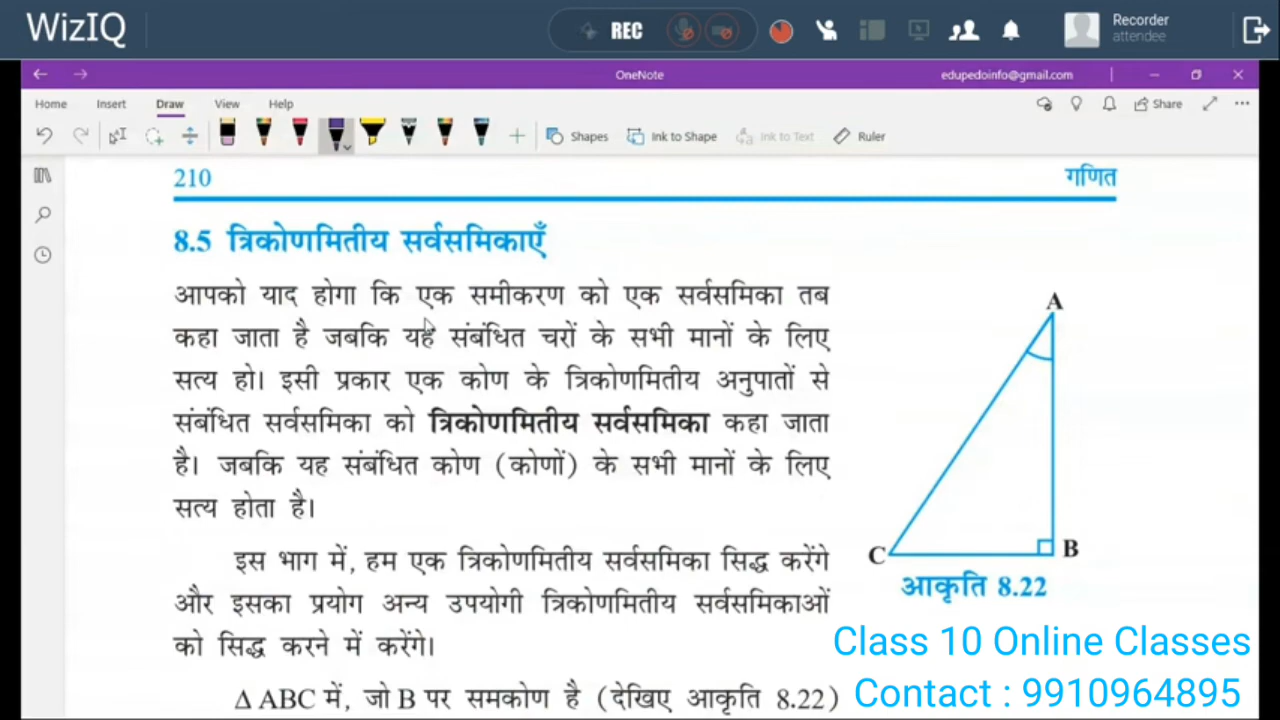 WizIQ
REC
Recorder
attendee
OneNote
edupedoinfo@gmail.com
Home Insert Draw View Help
Share
Shapes Ink to Shape Ink to Text Ruler
210 गणित
8.5 त्रिकोणमितीय सर्वसमिकाएँ
आपको याद होगा कि एक समीकरण को एक सर्वसमिका तब
कहा जाता है जबकि यह संबंधित चरों के सभी मानों के लिए
सत्य हो। इसी प्रकार एक कोण के त्रिकोणमितीय अनुपातों से
संबंधित सर्वसमिका को त्रिकोणमितीय सर्वसमिका कहा जाता
है। जबकि यह संबंधित कोण (कोणों) के सभी मानों के लिए
सत्य होता है।
A
C
B
आकृति 8.22
इस भाग में, हम एक त्रिकोणमितीय सर्वसमिका सिद्ध करेंगे
और इसका प्रयोग अन्य उपयोगी त्रिकोणमितीय सर्वसमिकाओं
को सिद्ध करने में करेंगे।
Δ ABC में, जो B पर समकोण है (देखिए आकृति 8.22)
Class 10 Online Classes
Contact : 9910964895